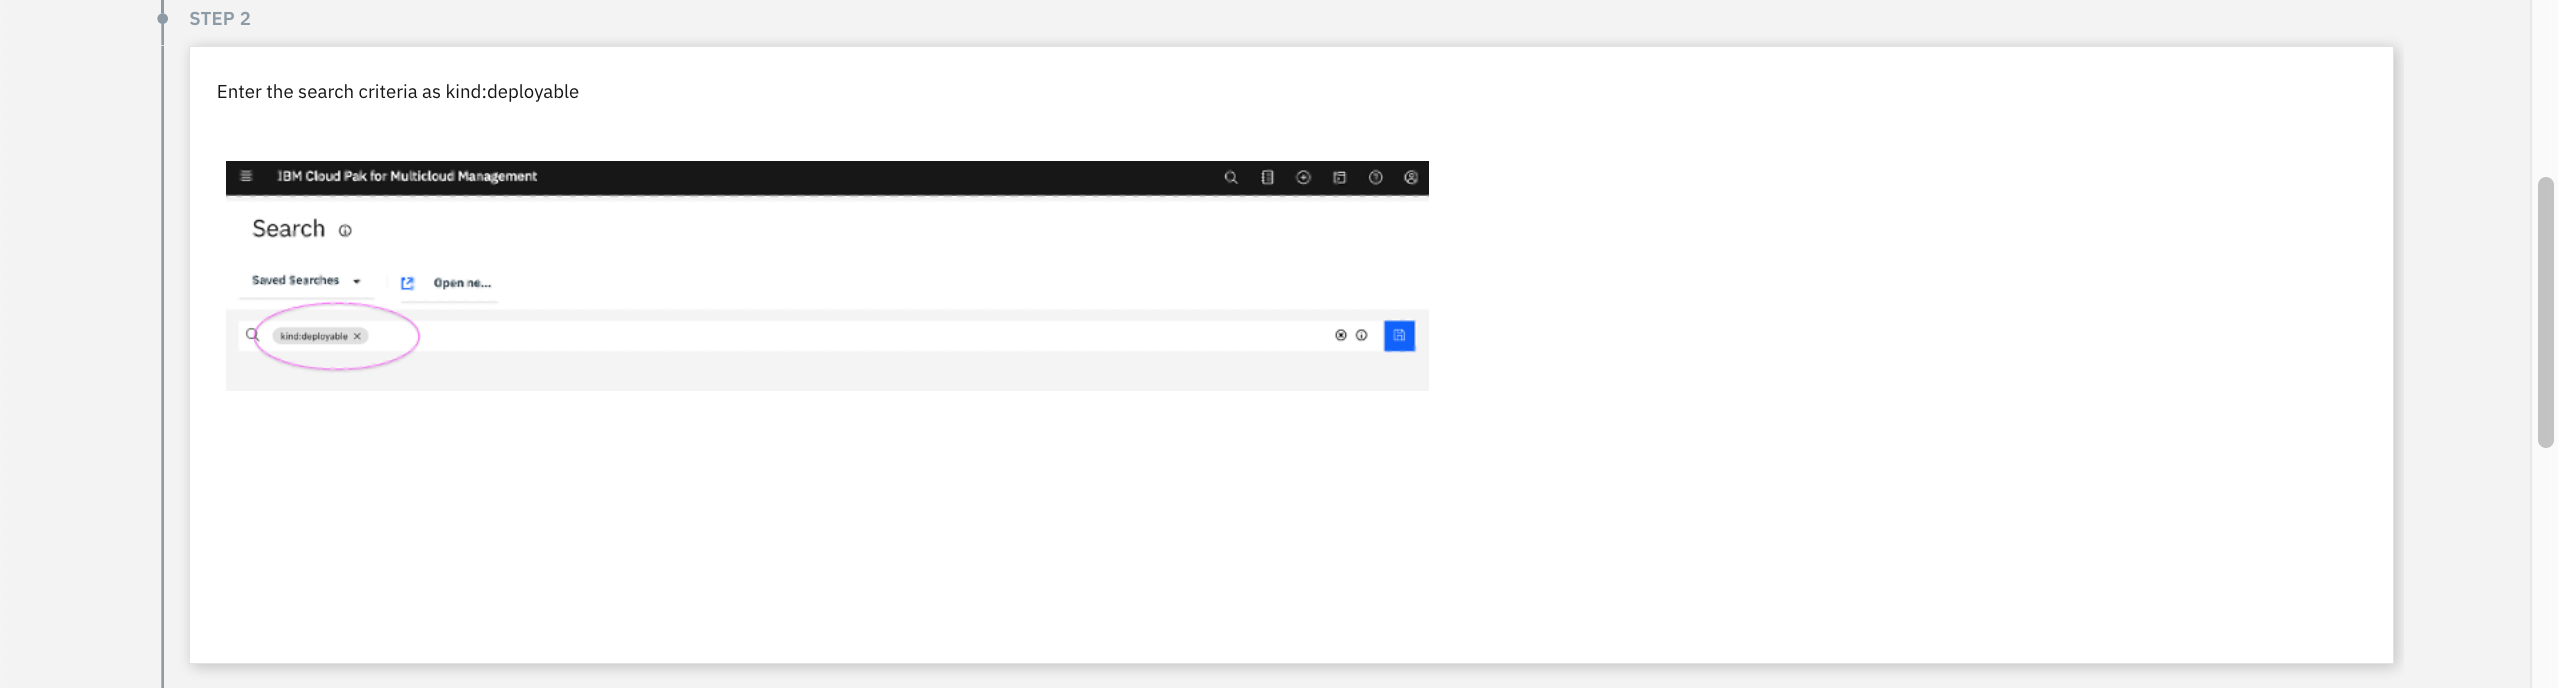 STEP 2
Enter the search criteria as kind:deployable
IBM Cloud Pak for Multicloud Management
Search
Saved Searches
Open ne...
kind:deployable